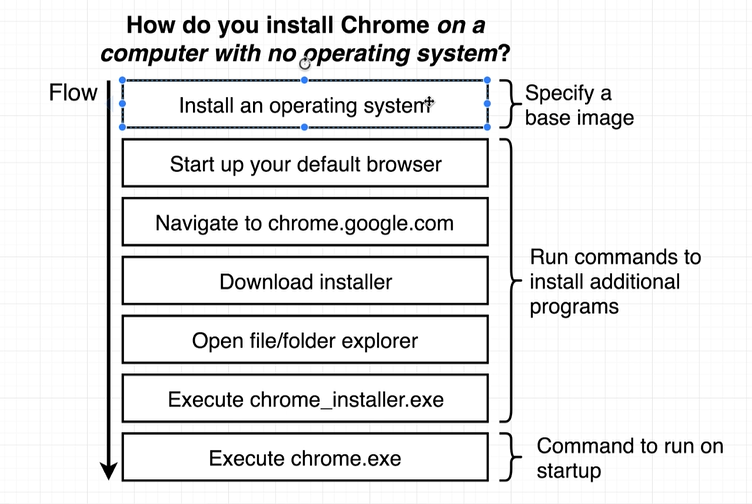 How do you install Chrome on a
computer with no operating system?
Flow
Install an operating system
Specify a
base image
Start up your default browser
Navigate to chrome.google.com
Download installer
Open file/folder explorer
Execute chrome_installer.exe
Run commands to
install additional
programs
Execute chrome.exe
Command to run on
startup